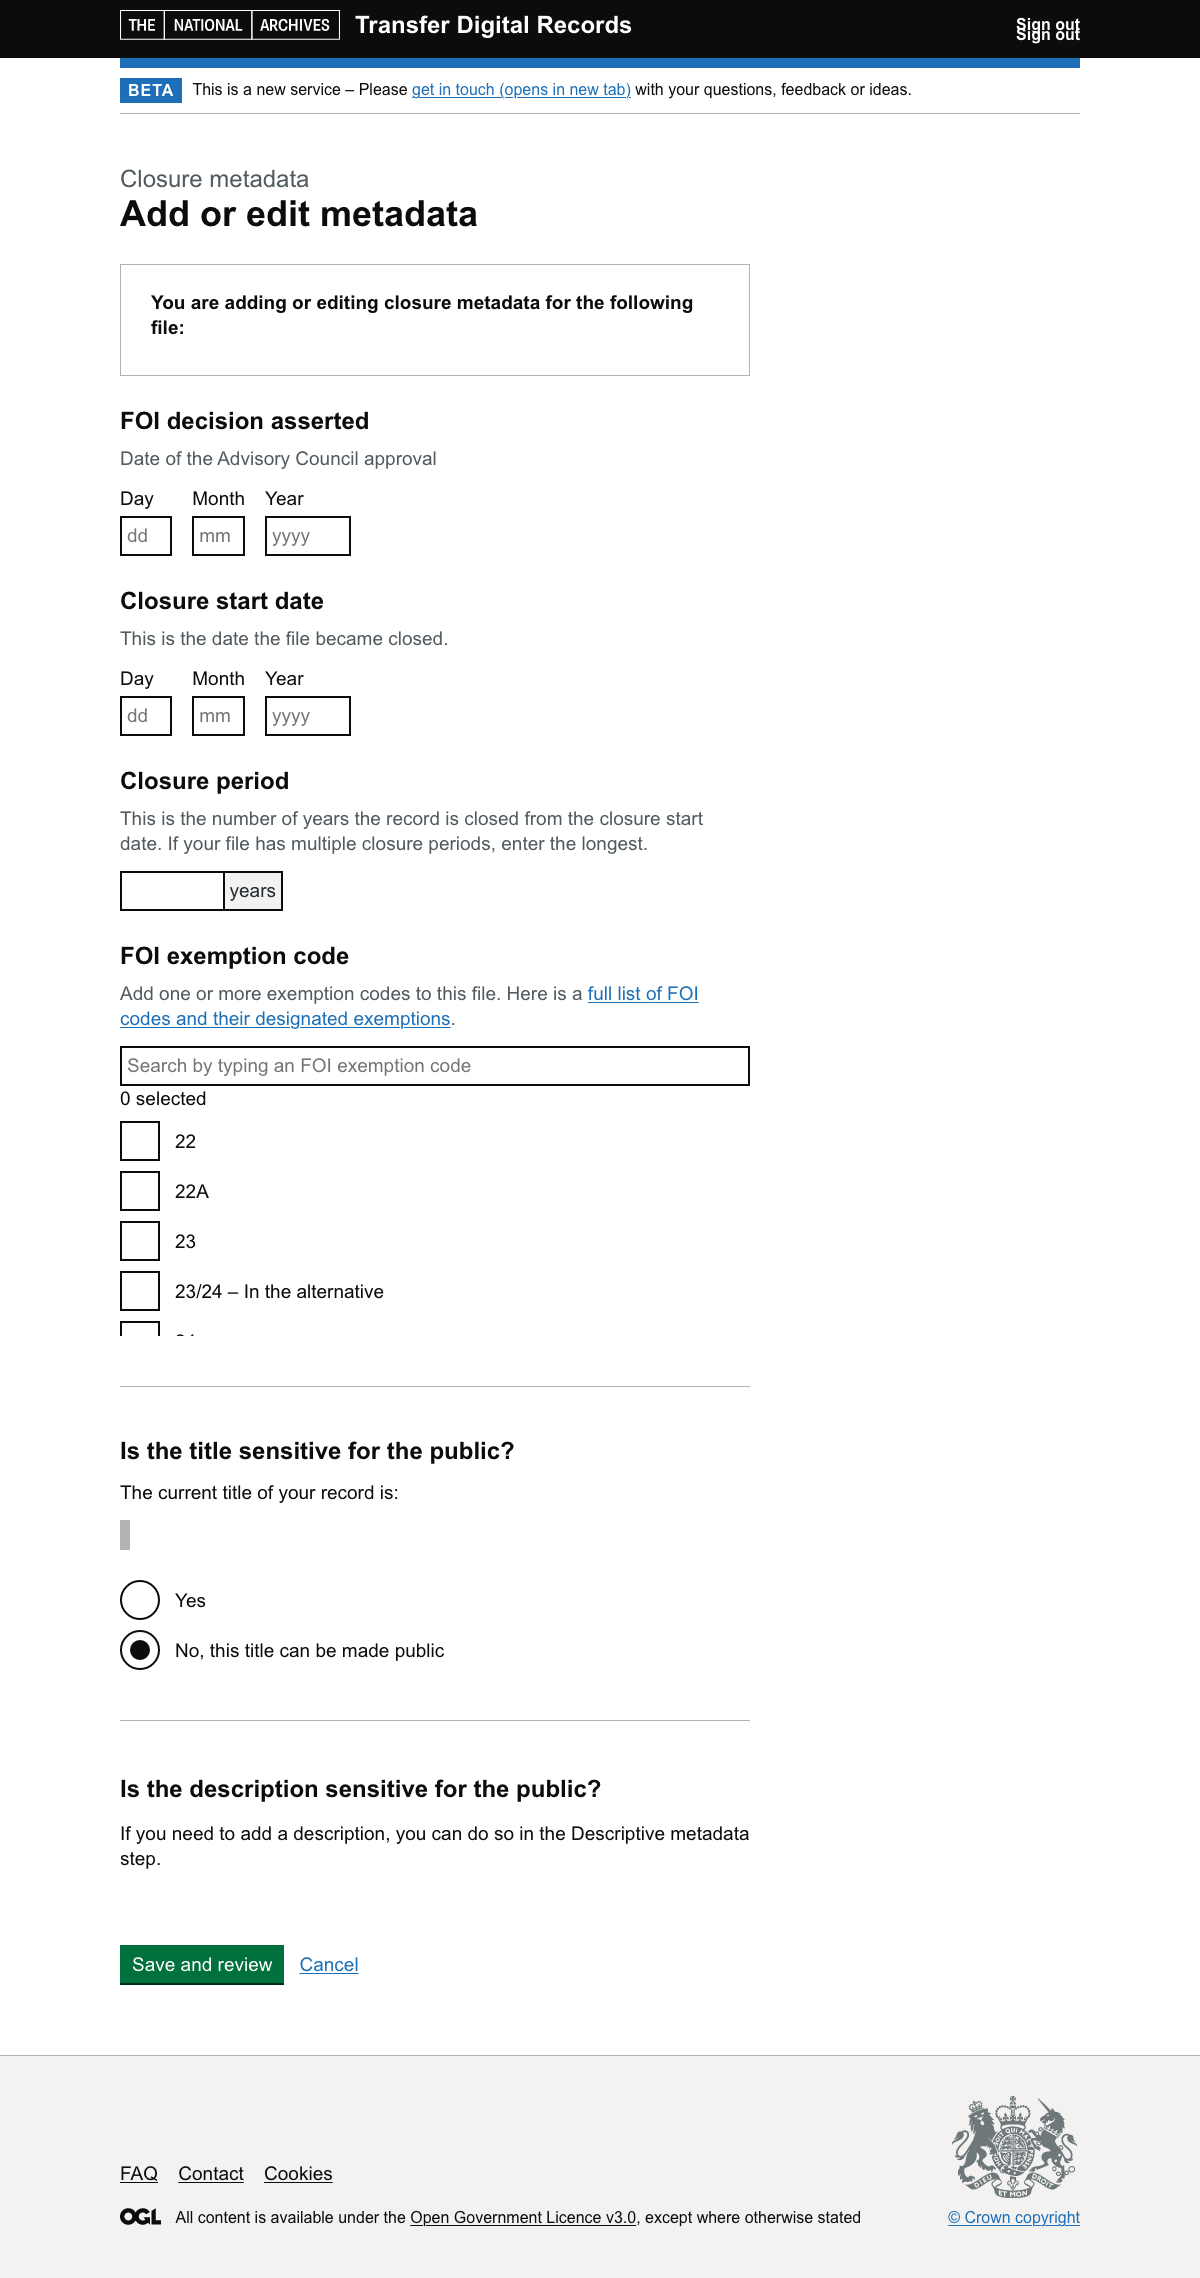 THE NATIONAL ARCHIVES Transfer Digital Records
Sign out
Sign out
BETA This is a new service – Please get in touch (opens in new tab) with your questions, feedback or ideas.
Closure metadata
Add or edit metadata
You are adding or editing closure metadata for the following
file:
FOI decision asserted
Date of the Advisory Council approval
Day Month Year
dd mm yyyy
Closure start date
This is the date the file became closed.
Day Month Year
dd mm yyyy
Closure period
This is the number of years the record is closed from the closure start
date. If your file has multiple closure periods, enter the longest.
years
FOI exemption code
Add one or more exemption codes to this file. Here is a full list of FOI
codes and their designated exemptions.
Search by typing an FOI exemption code
0 selected
22
22A
23
23/24 – In the alternative
Is the title sensitive for the public?
The current title of your record is:
Yes
No, this title can be made public
Is the description sensitive for the public?
If you need to add a description, you can do so in the Descriptive metadata
step.
Save and review Cancel
FAQ Contact Cookies
OGL All content is available under the Open Government Licence v3.0, except where otherwise stated
© Crown copyright